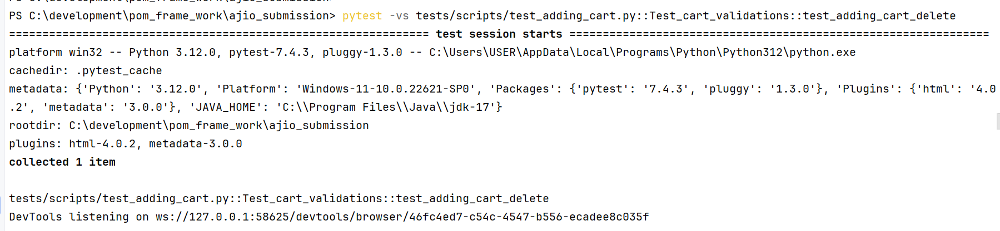 PS C:\development\pom_frame_work\ajio_submission>
PS C:\development\pom_frame_work\ajio_submission> pytest -vs tests/scripts/test_adding_cart.py::Test_cart_validations::test_adding_cart_delete
=============================================================== test session starts ===============================================================
platform win32 -- Python 3.12.0, pytest-7.4.3, pluggy-1.3.0 -- C:\Users\USER\AppData\Local\Programs\Python\Python312\python.exe
cachedir: .pytest_cache
metadata: {'Python': '3.12.0', 'Platform': 'Windows-11-10.0.22621-SP0', 'Packages': {'pytest': '7.4.3', 'pluggy': '1.3.0'}, 'Plugins': {'html': '4.0
.2', 'metadata': '3.0.0'}, 'JAVA_HOME': 'C:\\Program Files\\Java\\jdk-17'}
rootdir: C:\development\pom_frame_work\ajio_submission
plugins: html-4.0.2, metadata-3.0.0
collected 1 item
tests/scripts/test_adding_cart.py::Test_cart_validations::test_adding_cart_delete
DevTools listening on ws://127.0.0.1:58625/devtools/browser/46fc4ed7-c54c-4547-b556-ecadee8c035f